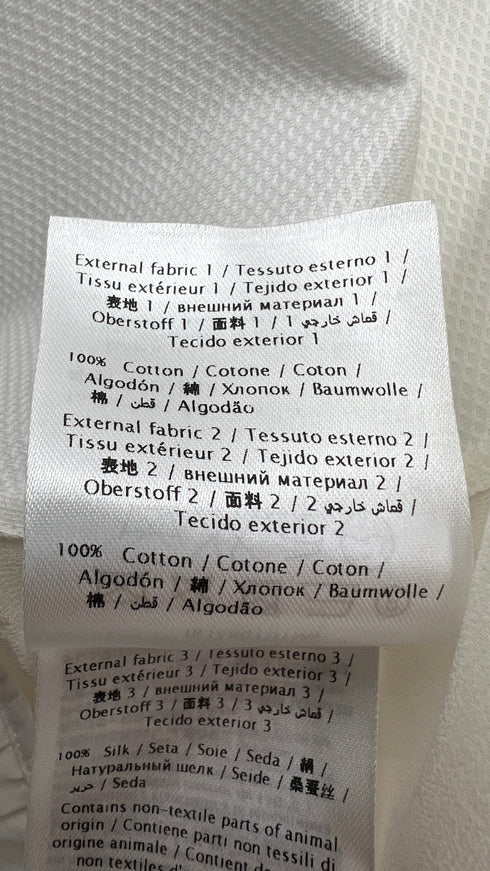 External fabric 1 / Tessuto esterno 1 /
Tissu extérieur 1 / Tejido exterior 1 /
表地 1 / внешний материал 1 /
Oberstoff 1 / 面料 1 / 1 قماش خارجي /
Tecido exterior 1
100% Cotton / Cotone / Coton /
Algodón / 綿 / Хлопок / Baumwolle /
棉 / قطن / Algodão
External fabric 2 / Tessuto esterno 2 /
Tissu extérieur 2 / Tejido exterior 2 /
表地 2 / внешний материал 2 /
Oberstoff 2 / 面料 2 / 2 قماش خارجي /
Tecido exterior 2
100% Cotton / Cotone / Coton /
Algodón / 綿 / Хлопок / Baumwolle /
棉 / قطن / Algodão
External fabric 3 / Tessuto esterno 3 /
Tissu extérieur 3 / Tejido exterior 3 /
表地 3 / внешний материал 3 /
Oberstoff 3 / 面料 3 / 3 قماش خارجي /
Tecido exterior 3
100% Silk / Seta / Soie / Seda / 絹 /
Натуральный шелк / Seide / 桑蚕丝
/ حرير / Seda
Contains non-textile parts of animal
origin / Contiene parti non tessili di
origine animale / Contient
non textiles